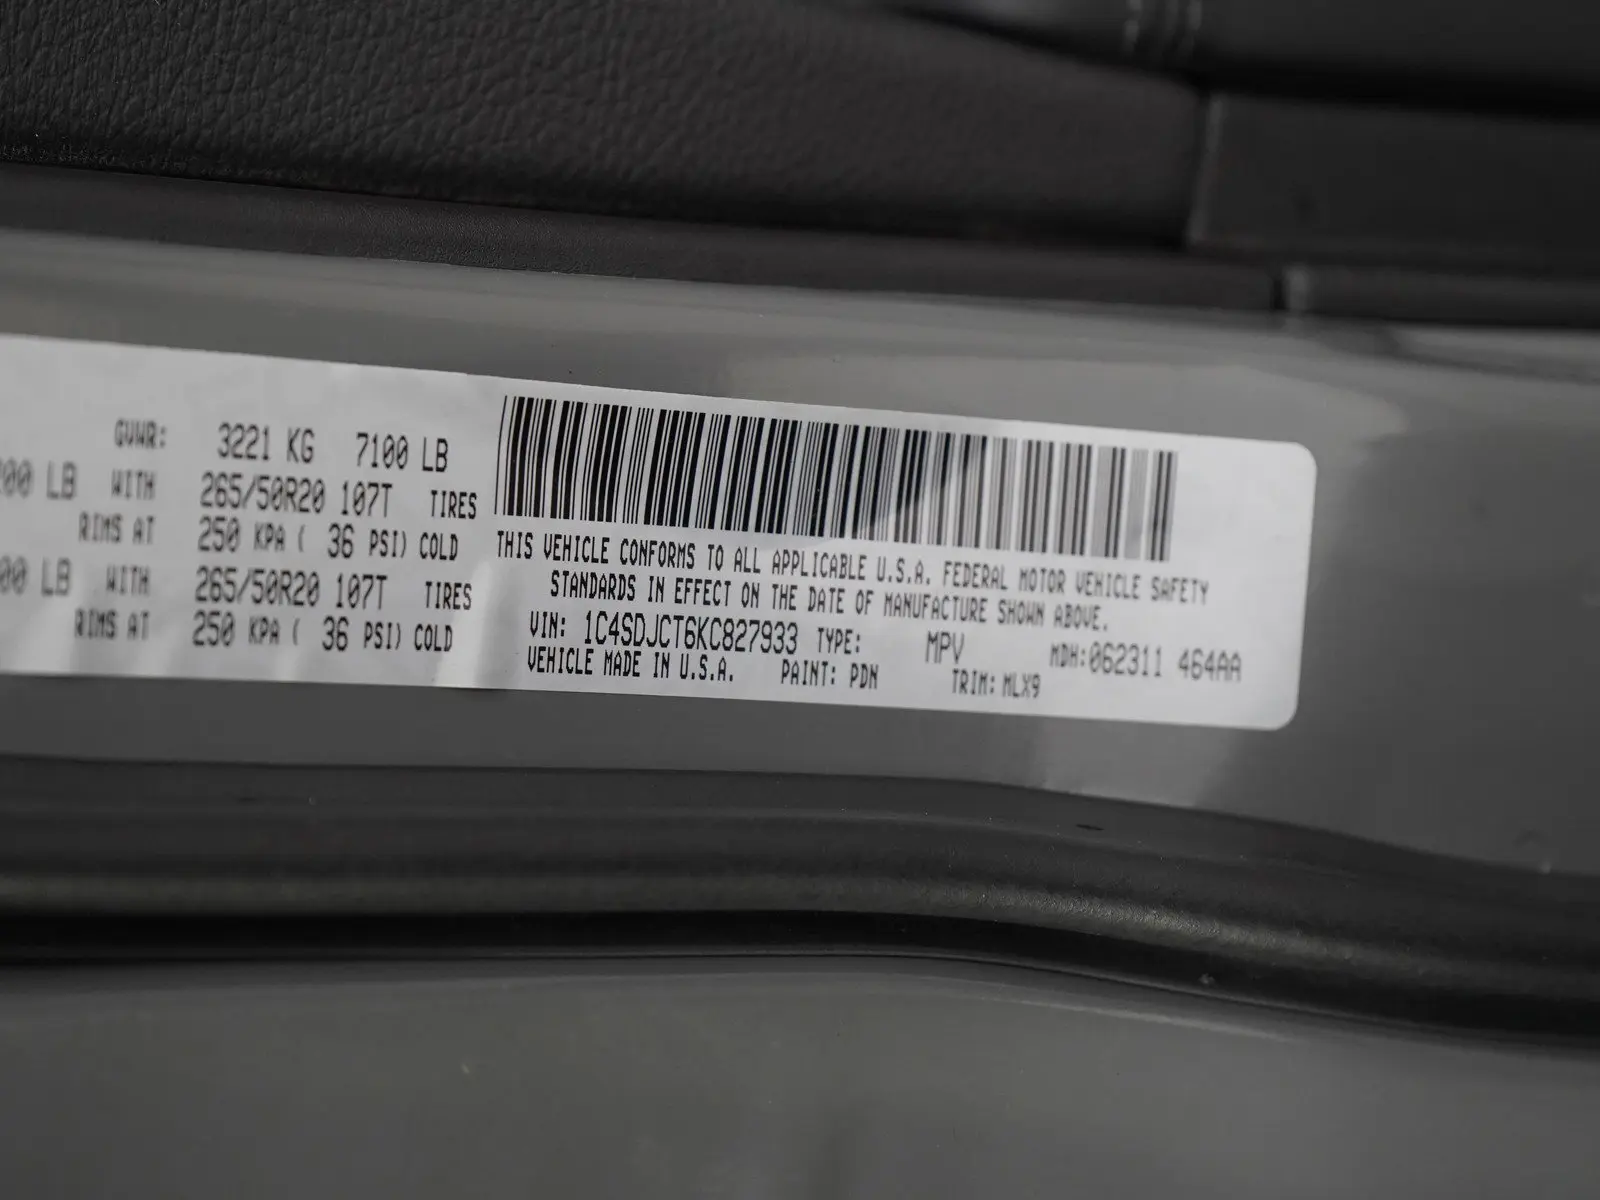 GVWR: 3221 KG 7100 LB
00 LB WITH 265/50R20 107T TIRES
RIMS AT 250 KPA ( 36 PSI) COLD
00 LB WITH 265/50R20 107T TIRES
RIMS AT 250 KPA ( 36 PSI) COLD
THIS VEHICLE CONFORMS TO ALL APPLICABLE U.S.A. FEDERAL MOTOR VEHICLE SAFETY
STANDARDS IN EFFECT ON THE DATE OF MANUFACTURE SHOWN ABOVE.
VIN: 1C4SDJCT6KC827933 TYPE: MPV MDH:062311 464AA
VEHICLE MADE IN U.S.A. PAINT: PDN TRIM: MLX9